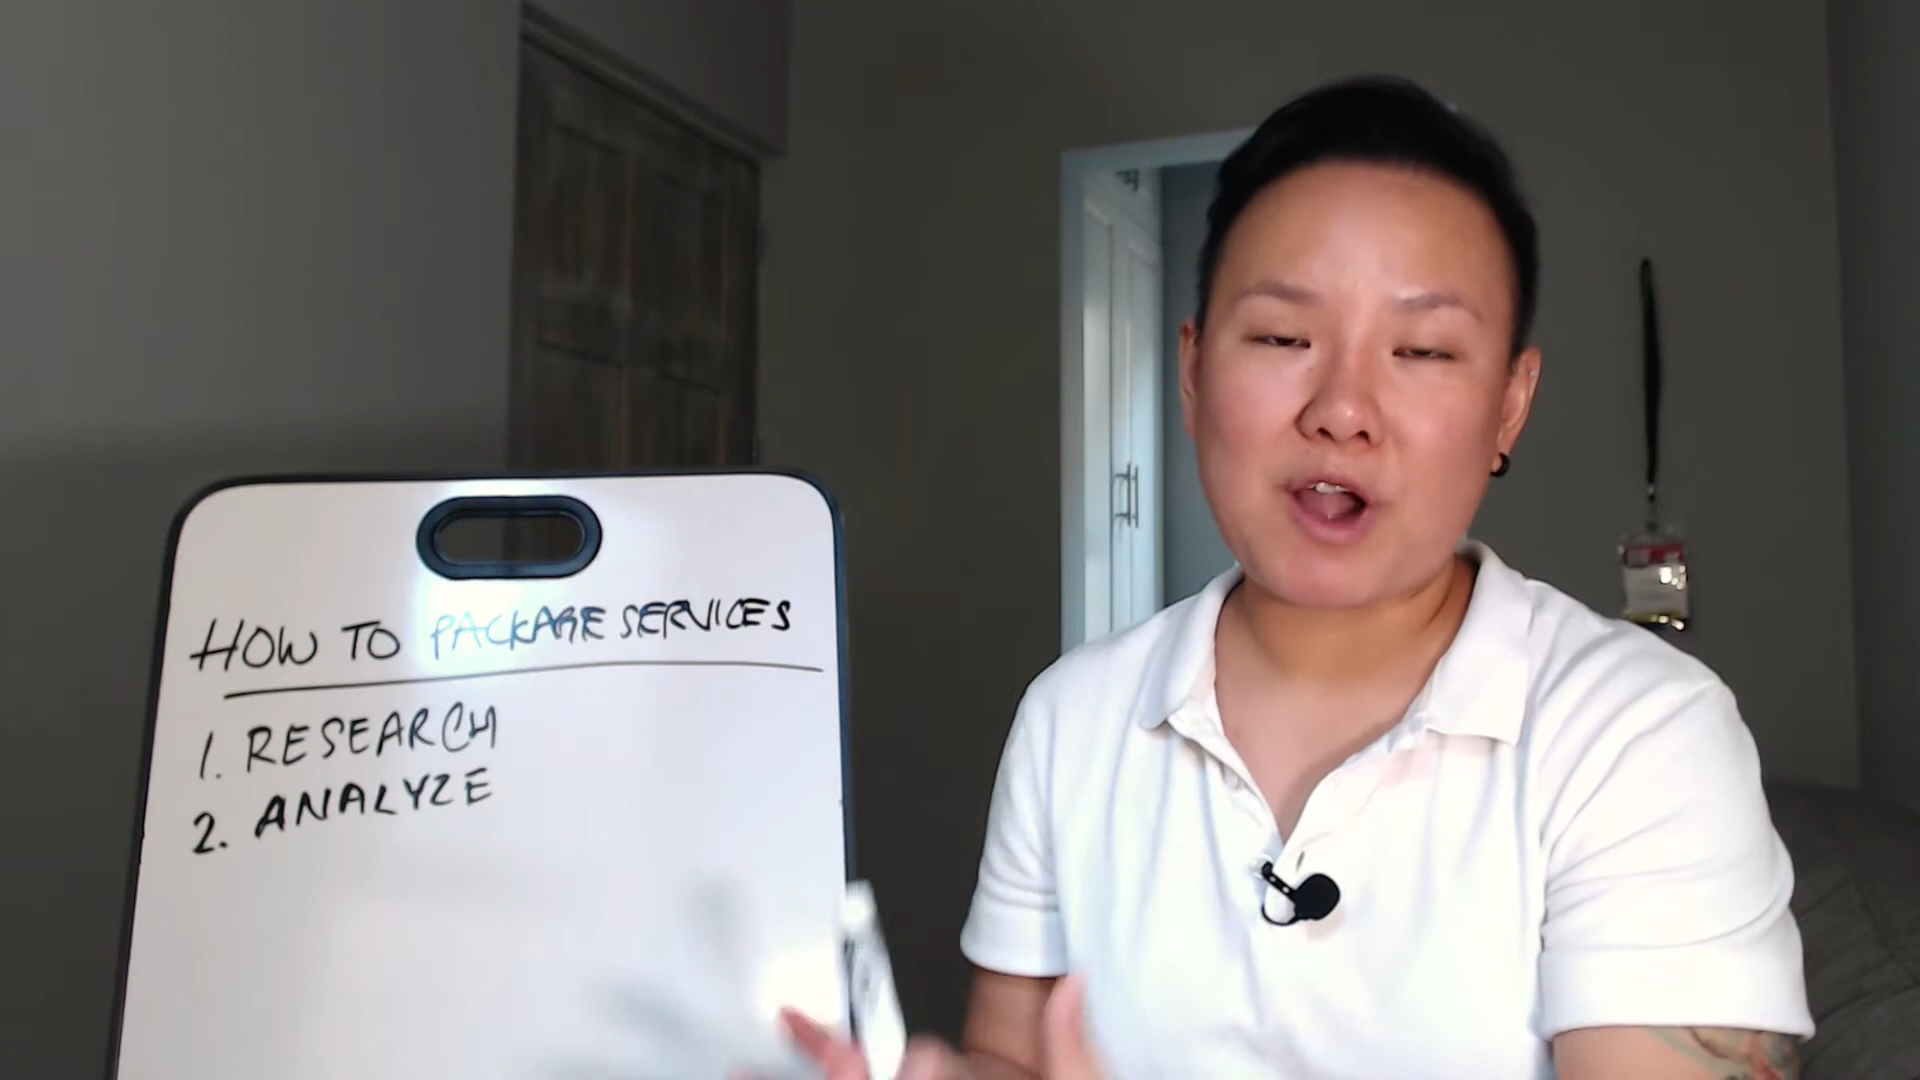 HOW TO PACKAGE SERVICES
1. RESEARCH
2. ANALYZE